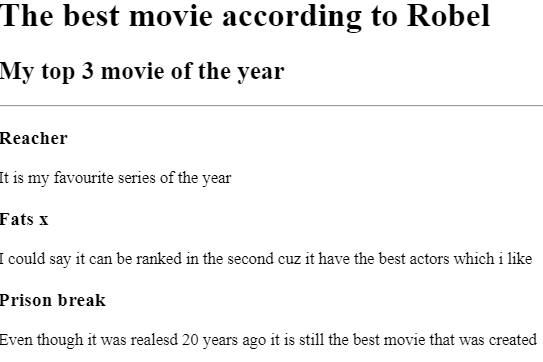 The best movie according to Robel
My top 3 movie of the year
Reacher
It is my favourite series of the year
Fats x
I could say it can be ranked in the second cuz it have the best actors which i like
Prison break
Even though it was realesd 20 years ago it is still the best movie that was created